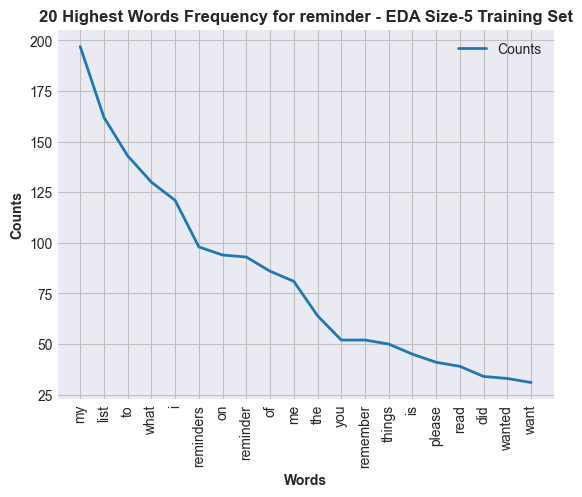 20 Highest Words Frequency for reminder - EDA Size-5 Training Set
Counts
200
175
150
125
100
75
50
25
Counts
my
list
to
what
i
reminders
on
reminder
of
me
the
you
remember
things
is
please
read
did
wanted
want
Words